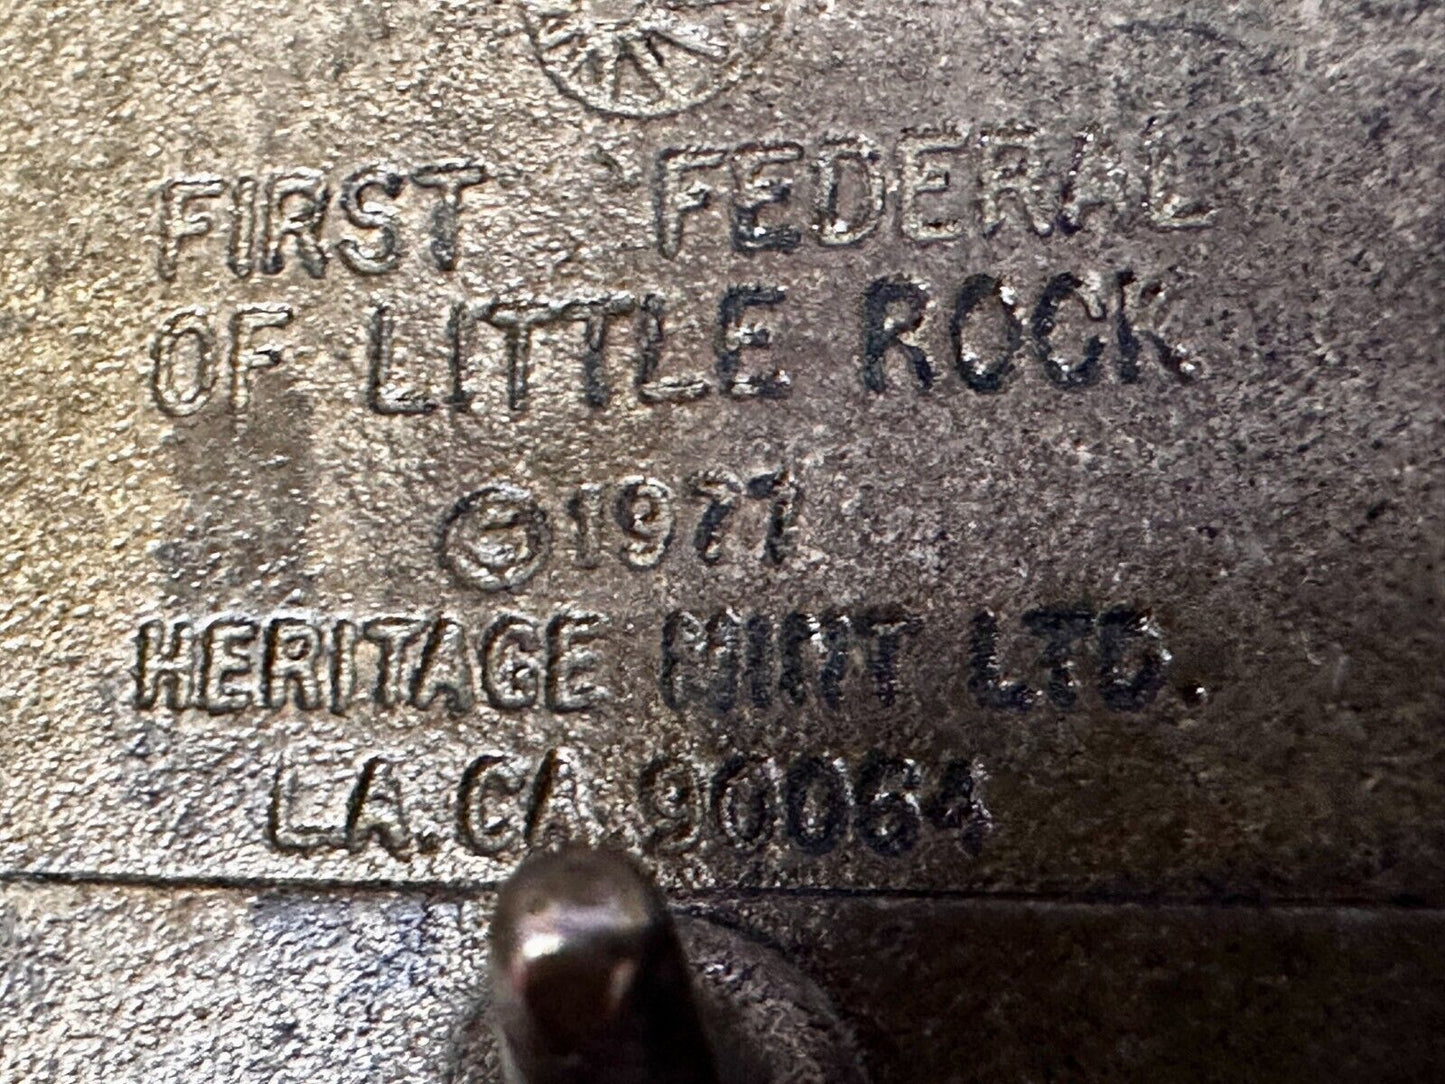 FIRST FEDERAL
OF LITTLE ROCK
©1977
HERITAGE MINT LTD.
L.A. CA. 90064